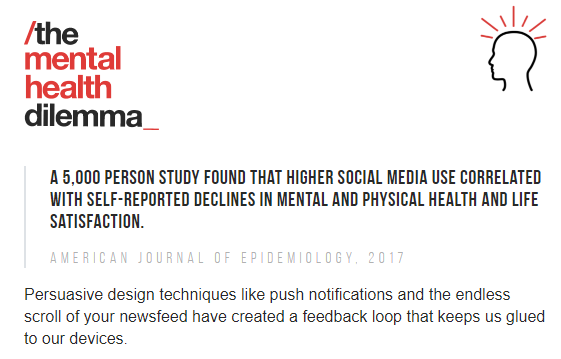 /the
mental
health
dilemma_
A 5,000 PERSON STUDY FOUND THAT HIGHER SOCIAL MEDIA USE CORRELATED
WITH SELF-REPORTED DECLINES IN MENTAL AND PHYSICAL HEALTH AND LIFE
SATISFACTION.
AMERICAN JOURNAL OF EPIDEMIOLOGY, 2017
Persuasive design techniques like push notifications and the endless
scroll of your newsfeed have created a feedback loop that keeps us glued
to our devices.